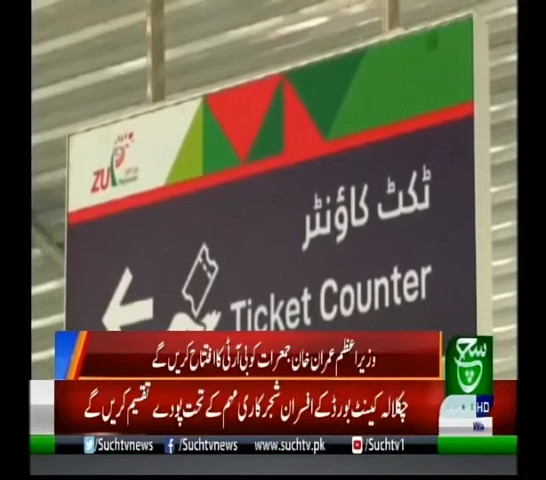 ZU
ٹکٹ کاؤنٹر
Ticket Counter
وزیراعظم عمران خان جمعرات کو بی آر ٹی کا افتتاح کریں گے
سچ
HD
چکلالہ کینٹ بورڈ کے افسران شجرکاری مہم کے تحت پودے تقسیم کریں گے
/Suchtvnews f/Suchtvnews www.suchtv.pk /Suchtv1